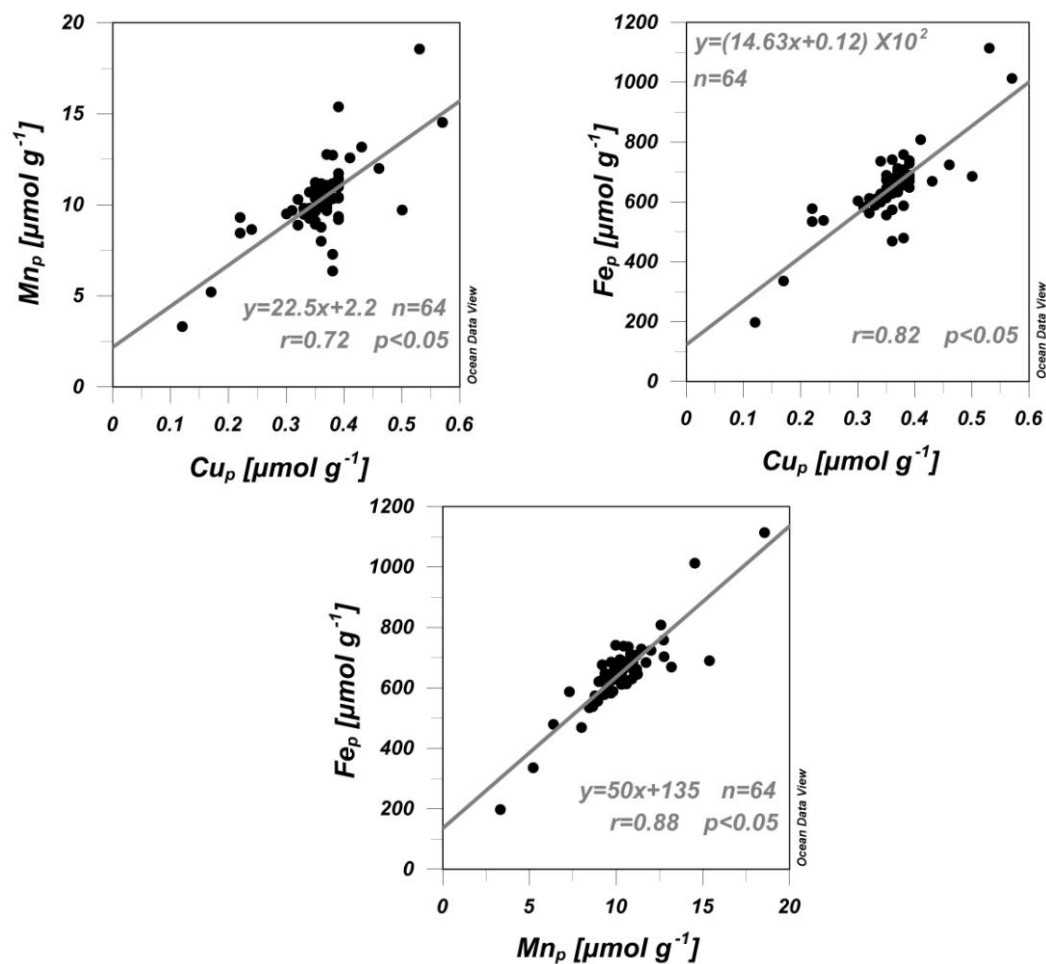 20
15
10
5
0
Mnₚ [µmol g⁻¹]
y=22.5x+2.2 n=64
r=0.72 p<0.05
Ocean Data View
0 0.1 0.2 0.3 0.4 0.5 0.6
Cuₚ [µmol g⁻¹]
1200
1000
800
600
400
200
0
Feₚ [µmol g⁻¹]
y=(14.63x+0.12) X10²
n=64
r=0.82 p<0.05
Ocean Data View
0 0.1 0.2 0.3 0.4 0.5 0.6
Cuₚ [µmol g⁻¹]
1200
1000
800
600
400
200
0
Feₚ [µmol g⁻¹]
y=50x+135 n=64
r=0.88 p<0.05
Ocean Data View
0 5 10 15 20
Mnₚ [µmol g⁻¹]